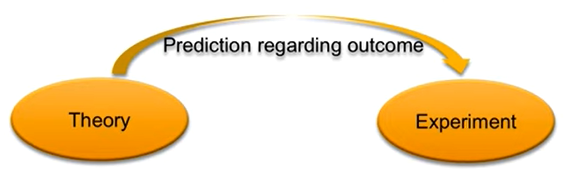 Prediction regarding outcome
Theory
Experiment